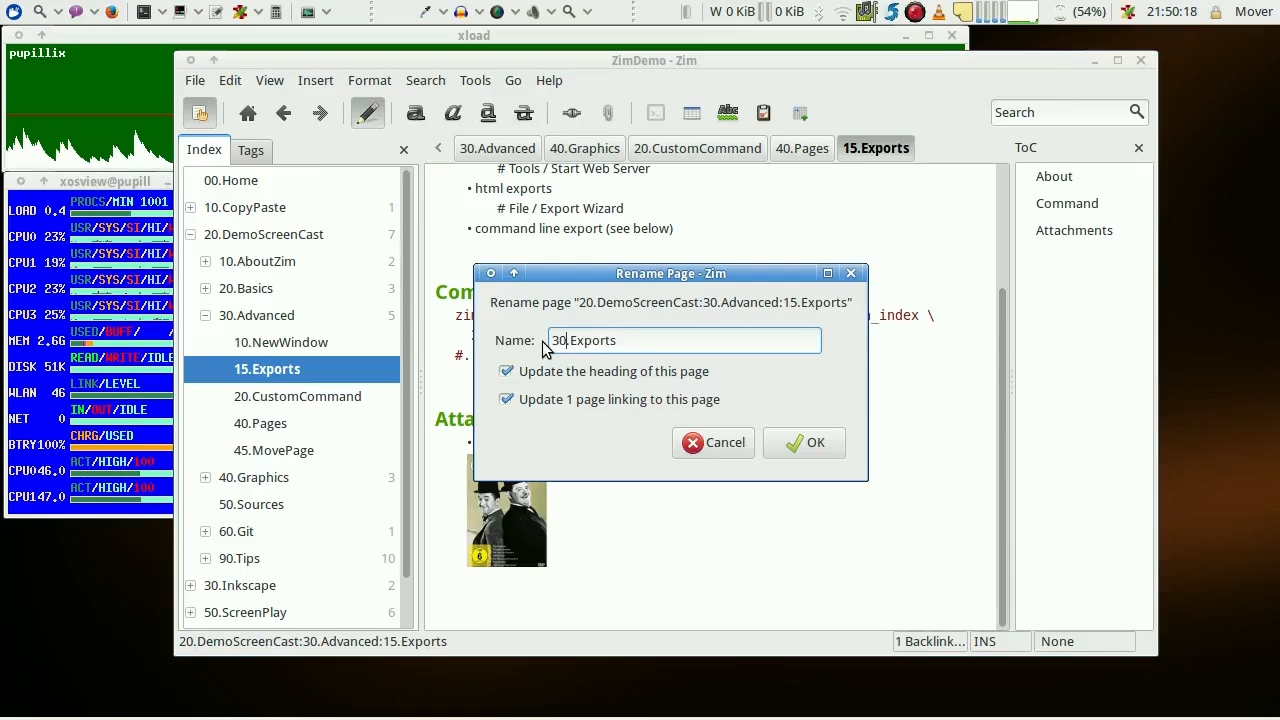 W 0 KiB 0 KiB (54%) 21:50:18 Mover
xload
pupillix
ZimDemo - Zim
File Edit View Insert Format Search Tools Go Help
Search
Index Tags
30.Advanced 40.Graphics 20.CustomCommand 40.Pages 15.Exports
ToC
About
Command
Attachments
xosview@pupill
PROCS/MIN 1001
LOAD 0.4
USR/SYS/SI/HI/
CPU0 23%
USR/SYS/SI/HI/
CPU1 19%
USR/SYS/SI/HI/
CPU2 23%
USR/SYS/SI/HI/
CPU3 25%
USED/BUFF/ /
MEM 2.6G
READ/WRITE/IDLE
DISK 51K
LINK/LEVEL
WLAN 46
IN/OUT/IDLE
NET 0
CHRG/USED
BTRY100%
ACT/HIGH/100
CPU046.0
ACT/HIGH/100
CPU147.0
00.Home
10.CopyPaste 1
20.DemoScreenCast 7
10.AboutZim 2
20.Basics 3
30.Advanced 5
10.NewWindow
15.Exports
20.CustomCommand
40.Pages
45.MovePage
40.Graphics 3
50.Sources
60.Git 1
90.Tips 10
30.Inkscape 2
50.ScreenPlay 6
# Tools / Start Web Server
• html exports
# File / Export Wizard
• command line export (see below)
Com
zi
_index \
#.
Atta
•
6
Rename Page - Zim
Rename page "20.DemoScreenCast:30.Advanced:15.Exports"
Name: 30.Exports
Update the heading of this page
Update 1 page linking to this page
Cancel OK
20.DemoScreenCast:30.Advanced:15.Exports
1 Backlink... INS None